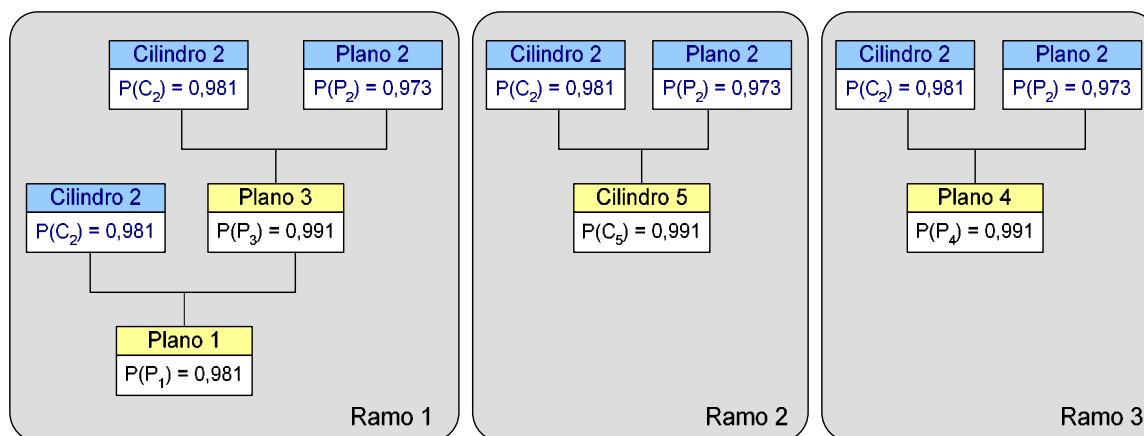 Cilindro 2
P(C2) = 0,981
Plano 2
P(P2) = 0,973
Cilindro 2
P(C2) = 0,981
Plano 3
P(P3) = 0,991
Plano 1
P(P1) = 0,981
Ramo 1
Cilindro 2
P(C2) = 0,981
Plano 2
P(P2) = 0,973
Cilindro 5
P(C5) = 0,991
Ramo 2
Cilindro 2
P(C2) = 0,981
Plano 2
P(P2) = 0,973
Plano 4
P(P4) = 0,991
Ramo 3